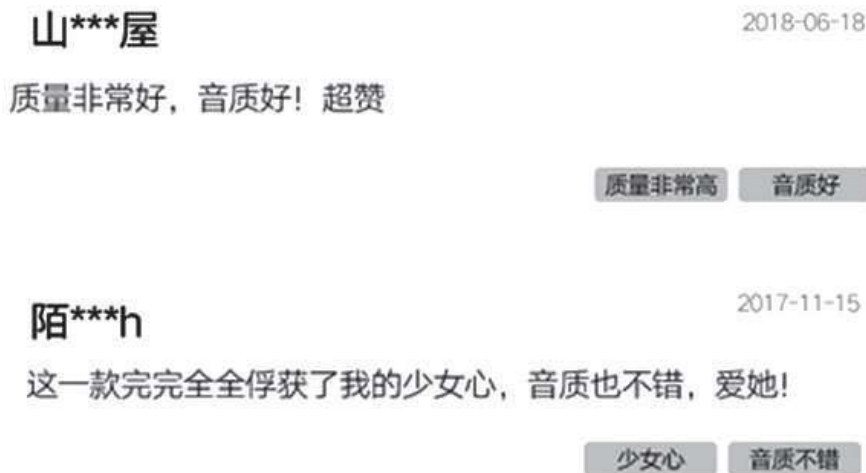 山***屋
2018-06-18
质量非常好，音质好！超赞
质量非常高 音质好
陌***h
2017-11-15
这一款完完全全俘获了我的少女心，音质也不错，爱她！
少女心 音质不错